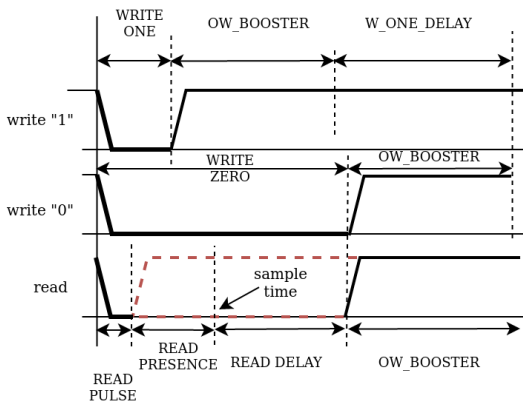 WRITE
ONE
OW_BOOSTER
W_ONE_DELAY
write "1"
WRITE
ZERO
OW_BOOSTER
write "0"
sample
time
read
READ
PRESENCE
READ DELAY
OW_BOOSTER
READ
PULSE